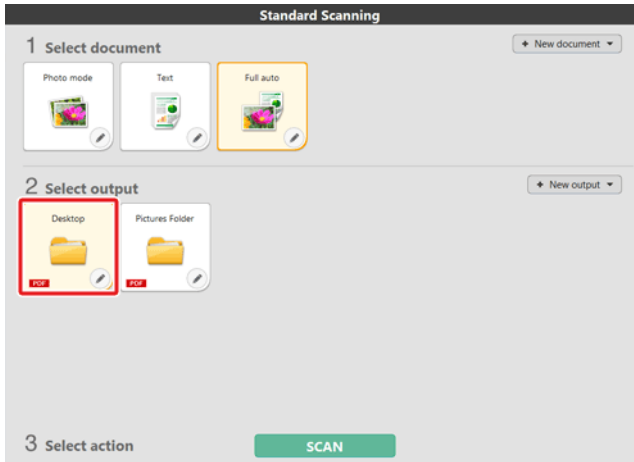 Standard Scanning
1 Select document
+ New document
Photo mode
Text
Full auto
2 Select output
+ New output
Desktop
Pictures Folder
PDF
PDF
3 Select action
SCAN